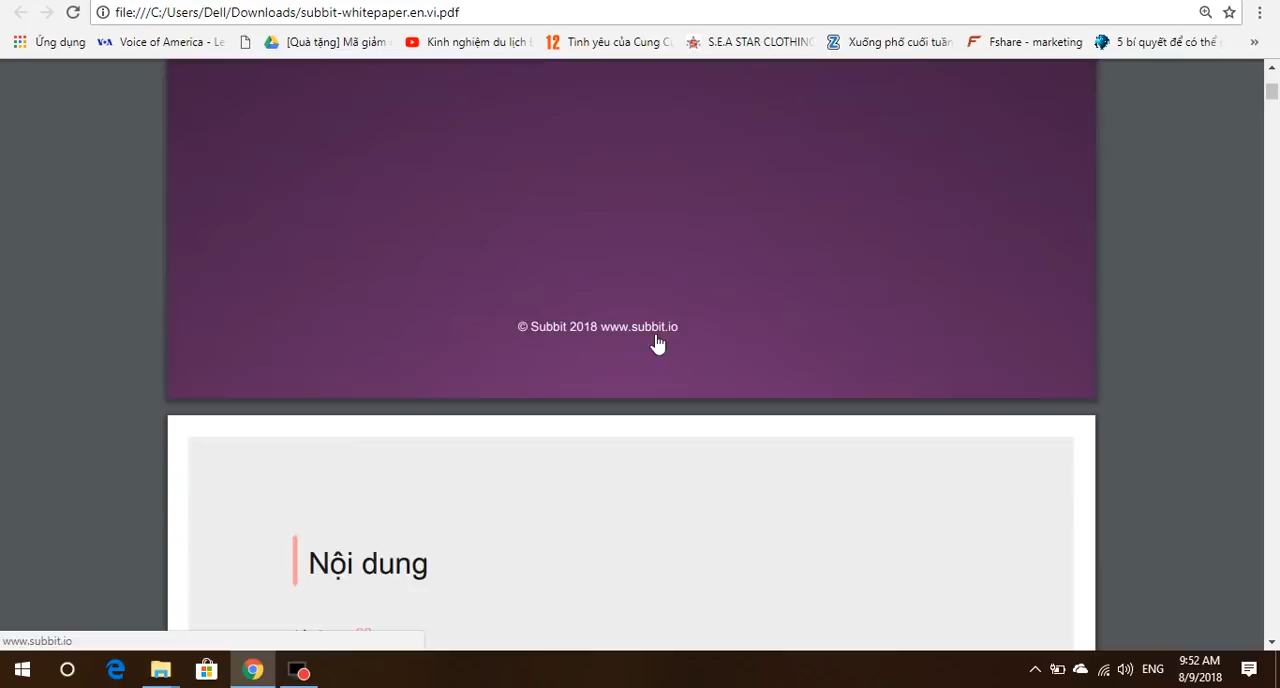 file:///C:/Users/Dell/Downloads/subbit-whitepaper.en.vi.pdf
Ứng dụng
Voice of America - Le
[Quà tặng] Mã giảm
Kinh nghiệm du lịch
Tình yêu của Cung
S.E.A STAR CLOTHING
Xuống phố cuối tuần
Fshare - marketing
5 bí quyết để có thể
»
© Subbit 2018 www.subbit.io
Nội dung
www.subbit.io
ENG
9:52 AM
8/9/2018